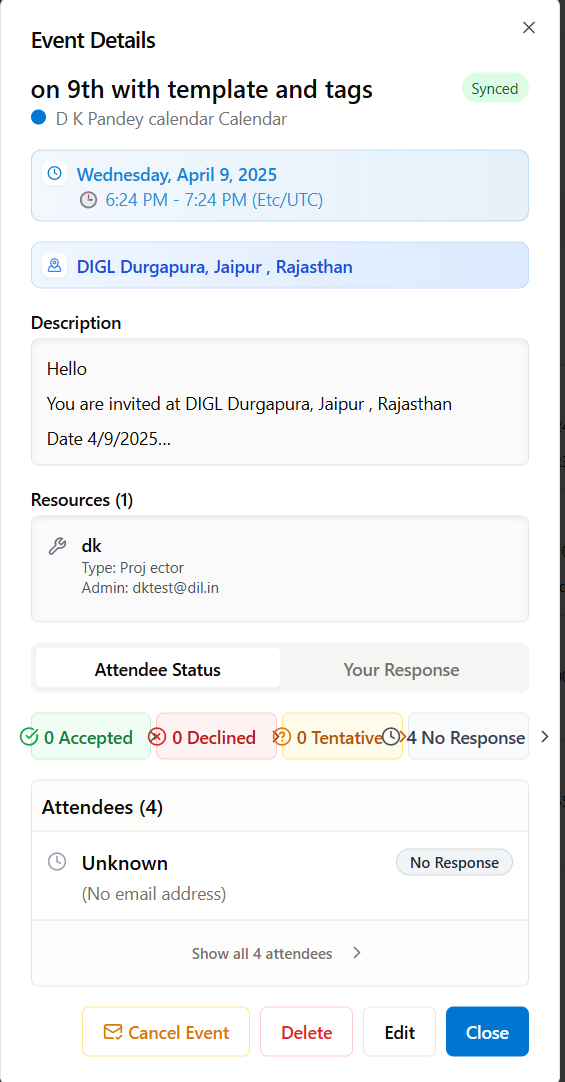 Event Details
on 9th with template and tags
Synced
D K Pandey calendar Calendar
Wednesday, April 9, 2025
6:24 PM - 7:24 PM (Etc/UTC)
DIGL Durgapura, Jaipur , Rajasthan
Description
Hello
You are invited at DIGL Durgapura, Jaipur , Rajasthan
Date 4/9/2025...
Resources (1)
dk
Type: Proj ector
Admin: dktest@dil.in
Attendee Status
Your Response
0 Accepted
0 Declined
0 Tentative
4 No Response
Attendees (4)
Unknown
No Response
(No email address)
Show all 4 attendees
Cancel Event
Delete
Edit
Close